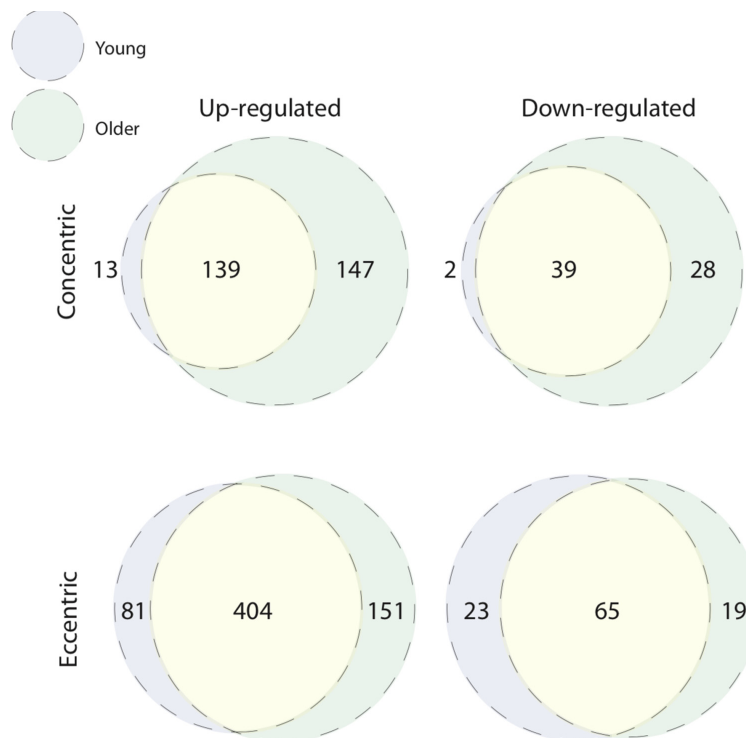 Young
Older
Up-regulated
Down-regulated
Concentric
13
139
147
2
39
28
Eccentric
81
404
151
23
65
19